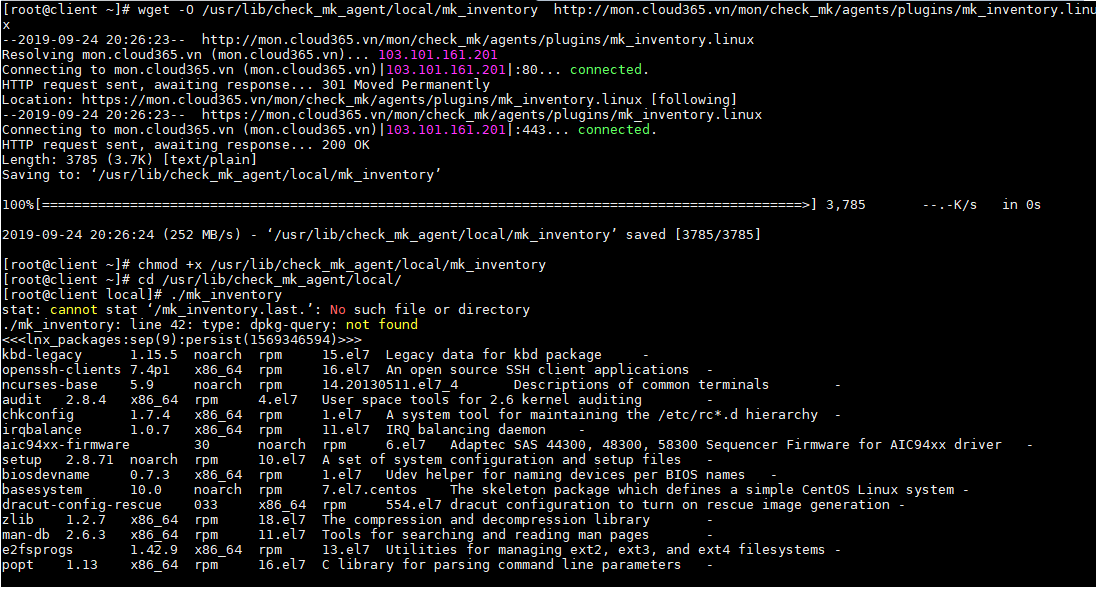 [root@client ~]# wget -O /usr/lib/check_mk_agent/local/mk_inventory  http://mon.cloud365.vn/mon/check_mk/agents/plugins/mk_inventory.linu
x
--2019-09-24 20:26:23--  http://mon.cloud365.vn/mon/check_mk/agents/plugins/mk_inventory.linux
Resolving mon.cloud365.vn (mon.cloud365.vn)... 103.101.161.201
Connecting to mon.cloud365.vn (mon.cloud365.vn)|103.101.161.201|:80... connected.
HTTP request sent, awaiting response... 301 Moved Permanently
Location: https://mon.cloud365.vn/mon/check_mk/agents/plugins/mk_inventory.linux [following]
--2019-09-24 20:26:23--  https://mon.cloud365.vn/mon/check_mk/agents/plugins/mk_inventory.linux
Connecting to mon.cloud365.vn (mon.cloud365.vn)|103.101.161.201|:443... connected.
HTTP request sent, awaiting response... 200 OK
Length: 3785 (3.7K) [text/plain]
Saving to: ‘/usr/lib/check_mk_agent/local/mk_inventory’
100%[===============================================================================================>] 3,785       --.-K/s   in 0s
2019-09-24 20:26:24 (252 MB/s) - ‘/usr/lib/check_mk_agent/local/mk_inventory’ saved [3785/3785]
[root@client ~]# chmod +x /usr/lib/check_mk_agent/local/mk_inventory
[root@client ~]# cd /usr/lib/check_mk_agent/local/
[root@client local]# ./mk_inventory
stat: cannot stat ‘/mk_inventory.last.’: No such file or directory
./mk_inventory: line 42: type: dpkg-query: not found
<<<lnx_packages:sep(9):persist(1569346594)>>>
kbd-legacy      1.15.5  noarch  rpm     15.el7  Legacy data for kbd package     -
openssh-clients 7.4p1   x86_64  rpm     16.el7  An open source SSH client applications  -
ncurses-base    5.9     noarch  rpm     14.20130511.el7_4       Descriptions of common terminals        -
audit   2.8.4   x86_64  rpm     4.el7   User space tools for 2.6 kernel auditing        -
chkconfig       1.7.4   x86_64  rpm     1.el7   A system tool for maintaining the /etc/rc*.d hierarchy  -
irqbalance      1.0.7   x86_64  rpm     11.el7  IRQ balancing daemon    -
aic94xx-firmware        30      noarch  rpm     6.el7   Adaptec SAS 44300, 48300, 58300 Sequencer Firmware for AIC94xx driver   -
setup   2.8.71  noarch  rpm     10.el7  A set of system configuration and setup files   -
biosdevname     0.7.3   x86_64  rpm     1.el7   Udev helper for naming devices per BIOS names   -
basesystem      10.0    noarch  rpm     7.el7.centos    The skeleton package which defines a simple CentOS Linux system -
dracut-config-rescue    033     x86_64  rpm     554.el7 dracut configuration to turn on rescue image generation -
zlib    1.2.7   x86_64  rpm     18.el7  The compression and decompression library       -
man-db  2.6.3   x86_64  rpm     11.el7  Tools for searching and reading man pages       -
e2fsprogs       1.42.9  x86_64  rpm     13.el7  Utilities for managing ext2, ext3, and ext4 filesystems -
popt    1.13    x86_64  rpm     16.el7  C library for parsing command line parameters   -